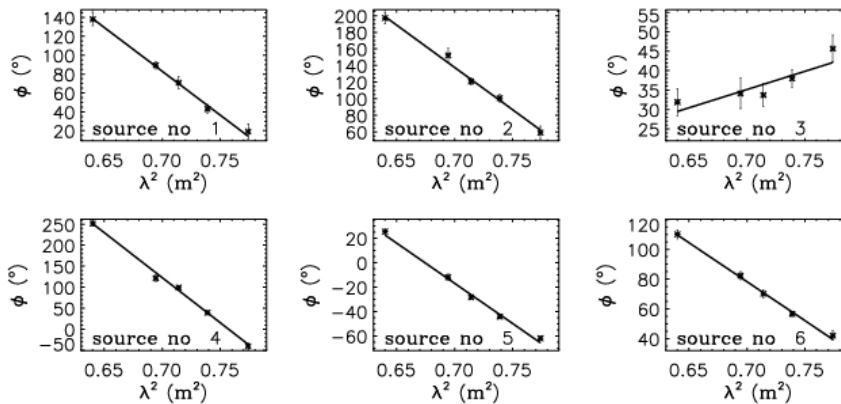 140
120
100
80
60
40
20
φ (°)
source no 1
0.65 0.70 0.75
λ² (m²)
200
180
160
140
120
100
80
60
φ (°)
source no 2
0.65 0.70 0.75
λ² (m²)
55
50
45
40
35
30
25
φ (°)
source no 3
0.65 0.70 0.75
λ² (m²)
250
200
150
100
50
0
−50
φ (°)
source no 4
0.65 0.70 0.75
λ² (m²)
20
0
−20
−40
−60
φ (°)
source no 5
0.65 0.70 0.75
λ² (m²)
120
100
80
60
40
φ (°)
source no 6
0.65 0.70 0.75
λ² (m²)